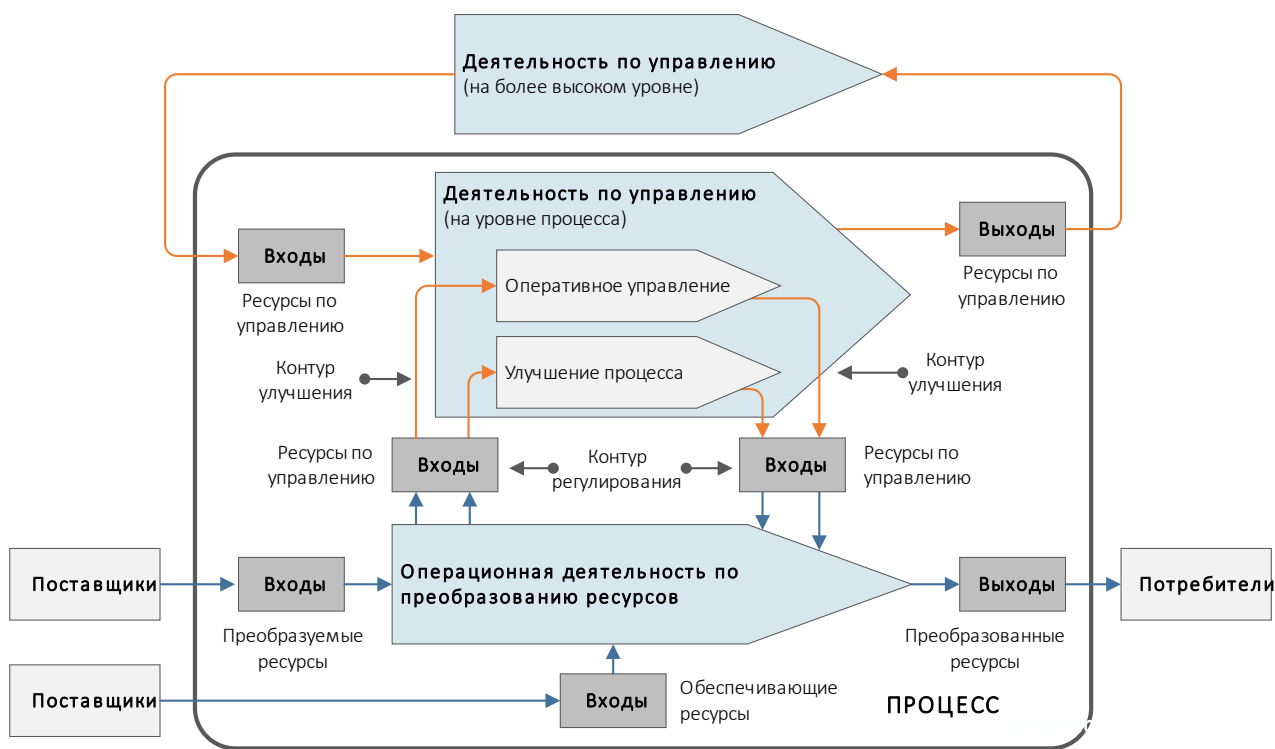 Деятельность по управлению
(на более высоком уровне)
Деятельность по управлению
(на уровне процесса)
Входы
Ресурсы по
управлению
Выходы
Ресурсы по
управлению
Оперативное управление
Улучшение процесса
Контур
улучшения
Контур
улучшения
Ресурсы по
управлению
Входы
Контур
регулирования
Входы
Ресурсы по
управлению
Поставщики
Входы
Преобразуемые
ресурсы
Операционная деятельность по
преобразованию ресурсов
Выходы
Преобразованные
ресурсы
Потребители
Поставщики
Входы
Обеспечивающие
ресурсы
ПРОЦЕСС